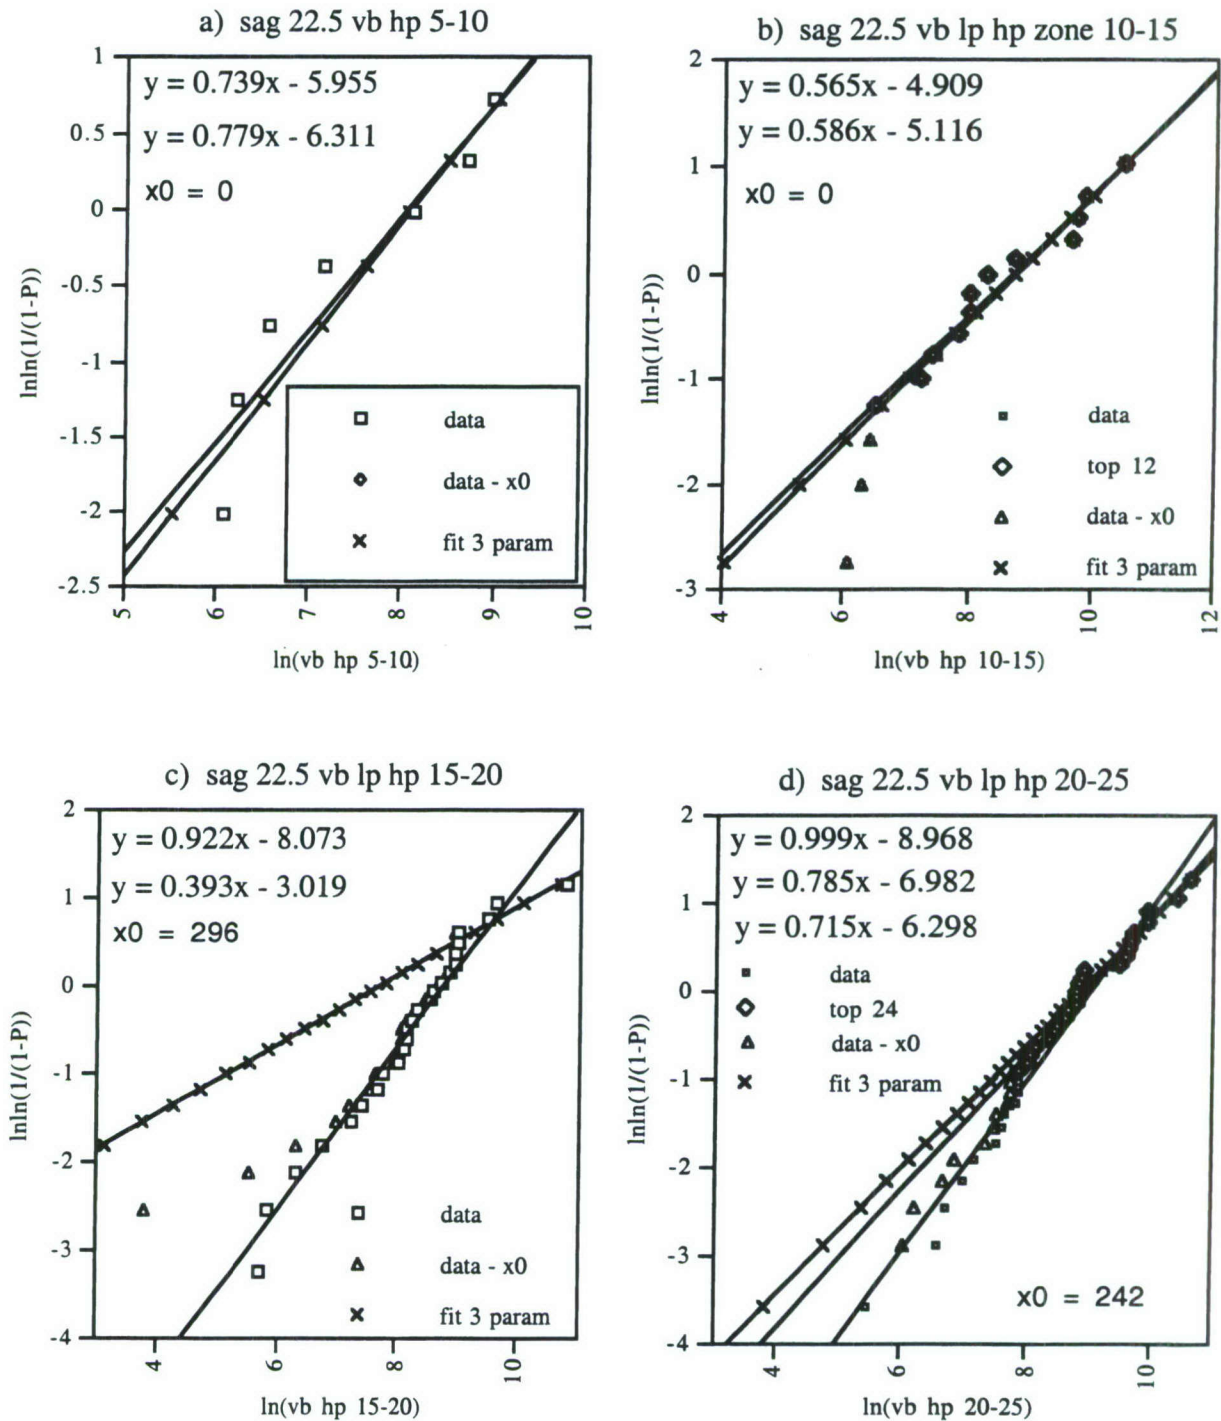 a) sag 22.5 vb hp 5-10
y = 0.739x - 5.955
y = 0.779x - 6.311
x0 = 0
1
0.5
0
-0.5
-1
-1.5
-2
-2.5
lnln(1/(1-P))
data
data - x0
fit 3 param
5
6
7
8
9
10
ln(vb hp 5-10)
b) sag 22.5 vb lp hp zone 10-15
y = 0.565x - 4.909
y = 0.586x - 5.116
x0 = 0
2
1
0
-1
-2
-3
lnln(1/(1-P))
data
top 12
data - x0
fit 3 param
4
6
8
10
12
ln(vb hp 10-15)
c) sag 22.5 vb lp hp 15-20
y = 0.922x - 8.073
y = 0.393x - 3.019
x0 = 296
2
1
0
-1
-2
-3
-4
lnln(1/(1-P))
data
data - x0
fit 3 param
4
6
8
10
ln(vb hp 15-20)
d) sag 22.5 vb lp hp 20-25
y = 0.999x - 8.968
y = 0.785x - 6.982
y = 0.715x - 6.298
data
top 24
data - x0
fit 3 param
2
1
0
-1
-2
-3
-4
lnln(1/(1-P))
x0 = 242
4
6
8
10
ln(vb hp 20-25)